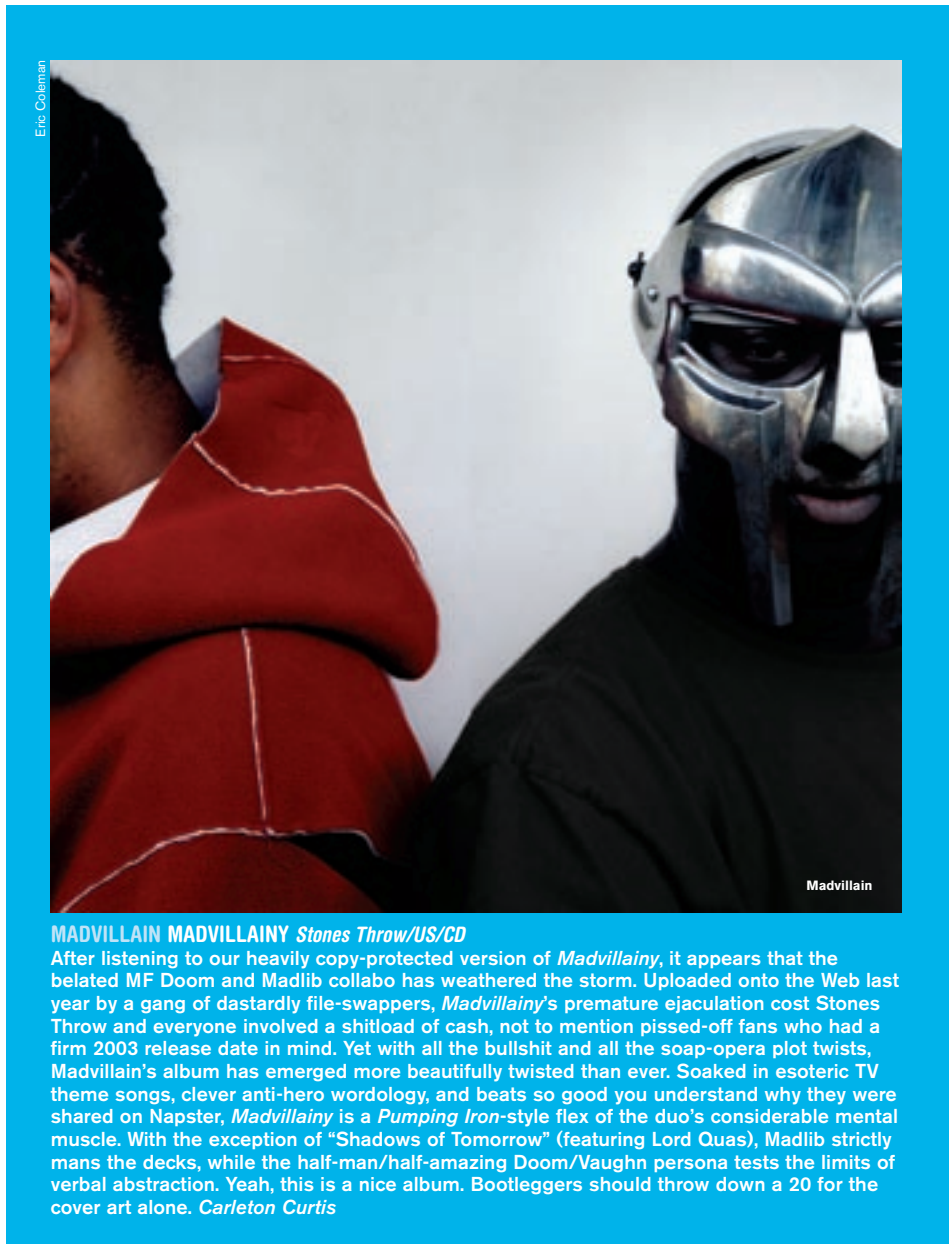 Eric Coleman
Madvillain
MADVILLAIN MADVILLAINY Stones Throw/US/CD
After listening to our heavily copy-protected version of Madvillainy, it appears that the
belated MF Doom and Madlib collabo has weathered the storm. Uploaded onto the Web last
year by a gang of dastardly file-swappers, Madvillainy's premature ejaculation cost Stones
Throw and everyone involved a shitload of cash, not to mention pissed-off fans who had a
firm 2003 release date in mind. Yet with all the bullshit and all the soap-opera plot twists,
Madvillain's album has emerged more beautifully twisted than ever. Soaked in esoteric TV
theme songs, clever anti-hero wordology, and beats so good you understand why they were
shared on Napster, Madvillainy is a Pumping Iron-style flex of the duo's considerable mental
muscle. With the exception of “Shadows of Tomorrow” (featuring Lord Quas), Madlib strictly
mans the decks, while the half-man/half-amazing Doom/Vaughn persona tests the limits of
verbal abstraction. Yeah, this is a nice album. Bootleggers should throw down a 20 for the
cover art alone. Carleton Curtis